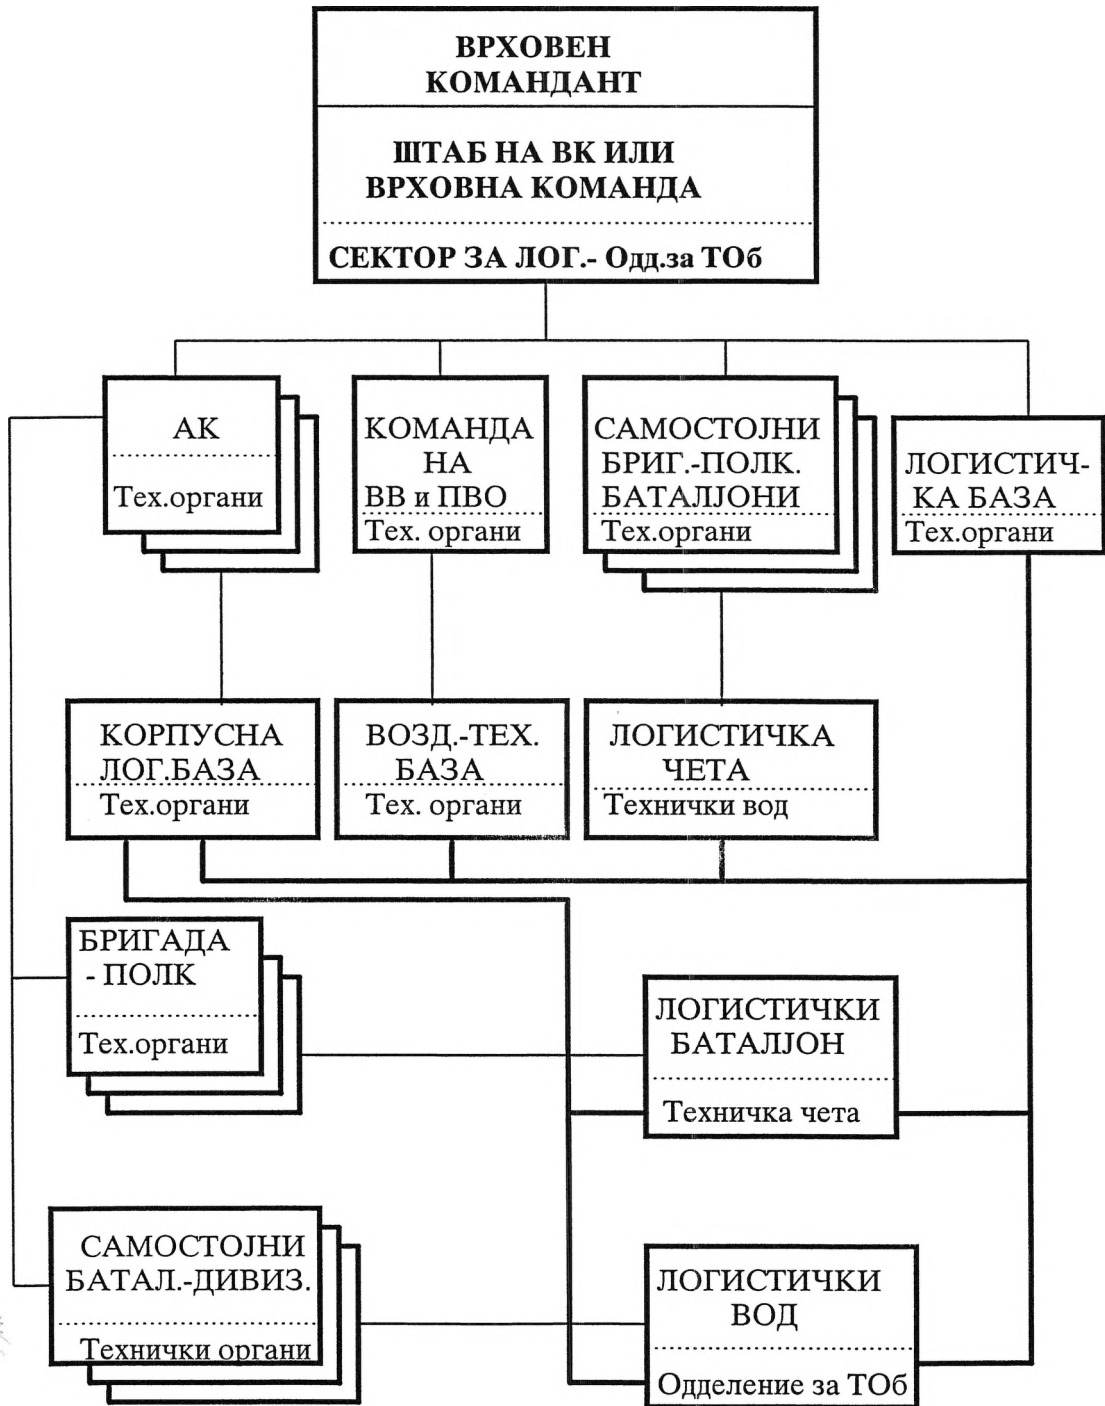 ВРХОВЕН
КОМАНДАНТ
ШТАБ НА ВК ИЛИ
ВРХОВНА КОМАНДА
СЕКТОР ЗА ЛОГ.- Одд.за ТОб
АК
Тех.органи
КОМАНДА
НА
ВВ и ПВО
Тех. органи
САМОСТОЈНИ
БРИГ.-ПОЛК.
БАТАЛЈОНИ
Тех.органи
ЛОГИСТИЧ-
КА БАЗА
Тех.органи
КОРПУСНА
ЛОГ.БАЗА
Тех.органи
ВОЗД.-ТЕХ.
БАЗА
Тех. органи
ЛОГИСТИЧКА
ЧЕТА
Технички вод
БРИГАДА
- ПОЛК
Тех.органи
ЛОГИСТИЧКИ
БАТАЛЈОН
Техничка чета
САМОСТОЈНИ
БАТАЛ.-ДИВИЗ.
Технички органи
ЛОГИСТИЧКИ
ВОД
Одделение за ТОб